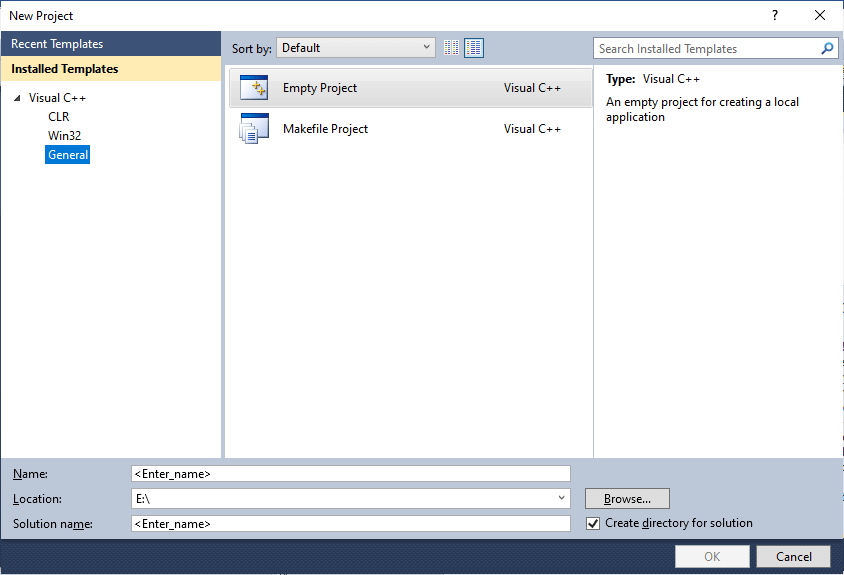 New Project
?
Recent Templates
Installed Templates
Visual C++
CLR
Win32
General
Sort by: Default
Search Installed Templates
Empty Project Visual C++
Makefile Project Visual C++
Type: Visual C++
An empty project for creating a local
application
Name: <Enter_name>
Location: E:\
Browse...
Solution name: <Enter_name>
Create directory for solution
OK
Cancel